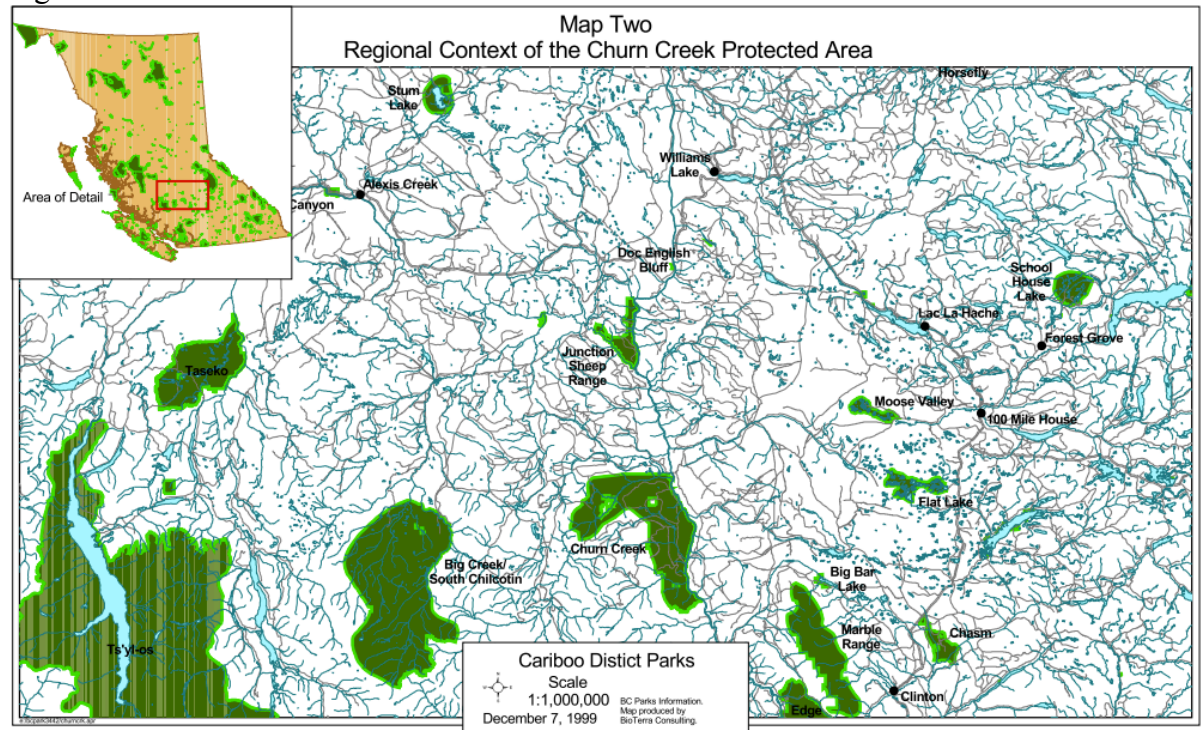 Map Two
Regional Context of the Churn Creek Protected Area
Area of Detail
Horsefly
Stum
Lake
Williams
Lake
Alexis Creek
Canyon
Doc English
Bluff
School
House
Lake
Lac La Hache
Forest Grove
Junction
Sheep
Range
Taseko
Moose Valley
100 Mile House
Flat Lake
Churn Creek
Big Creek/
South Chilcotin
Big Bar
Lake
Marble
Range
Chasm
Ts'yl-os
Clinton
Edge
Cariboo Distict Parks
Scale
1:1,000,000
December 7, 1999
BC Parks Information.
Map produced by
BioTerra Consulting.